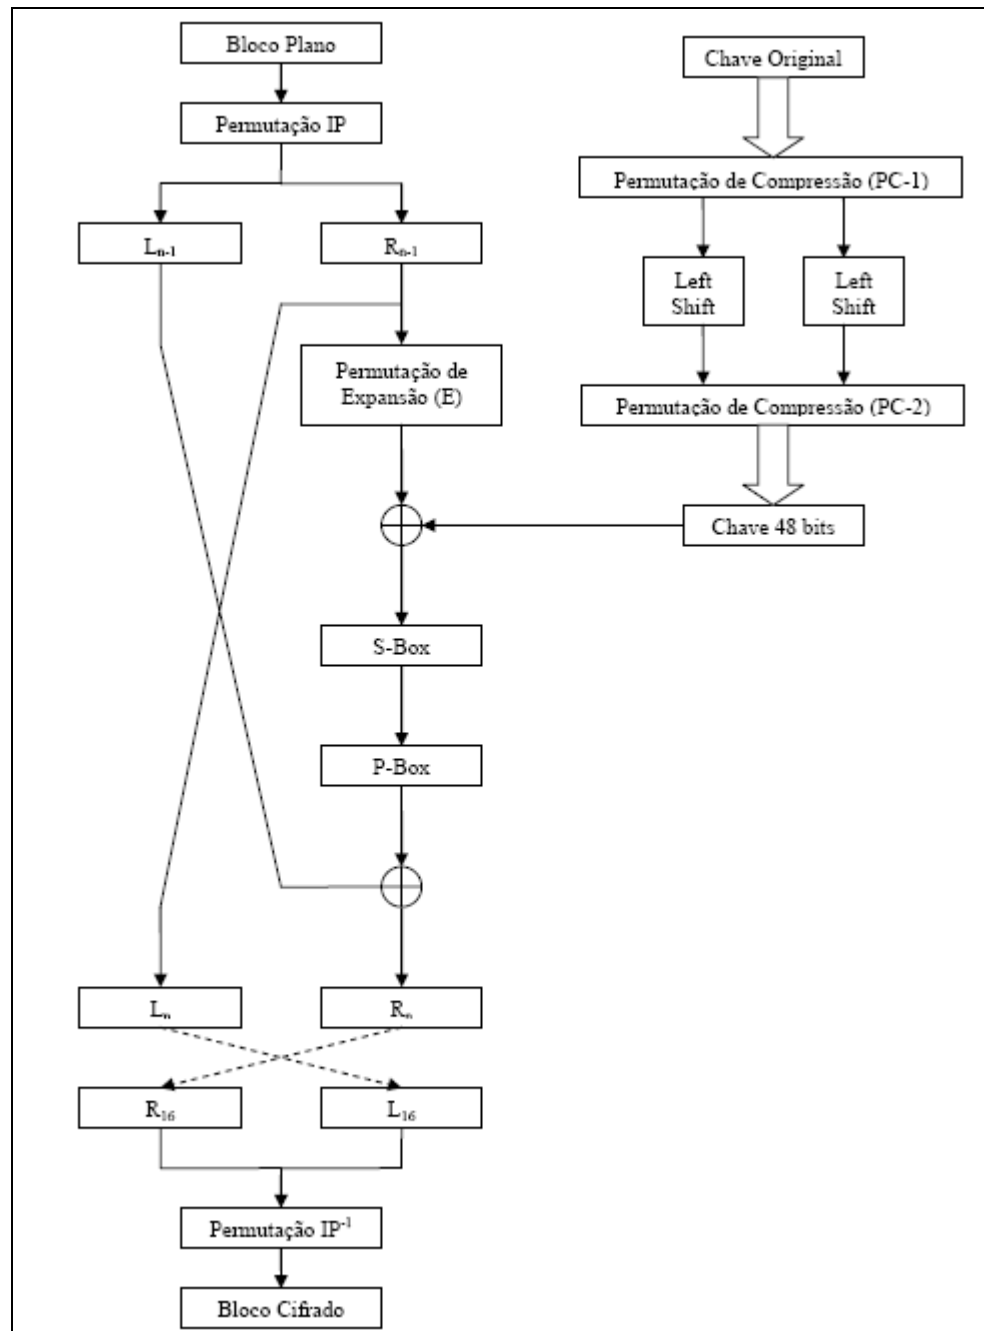 Bloco Plano
Permutação IP
Lₙ₋₁
Rₙ₋₁
Permutação de
Expansão (E)
S-Box
P-Box
Lₙ
Rₙ
R₁₆
L₁₆
Permutação IP⁻¹
Bloco Cifrado
Chave Original
Permutação de Compressão (PC-1)
Left
Shift
Left
Shift
Permutação de Compressão (PC-2)
Chave 48 bits